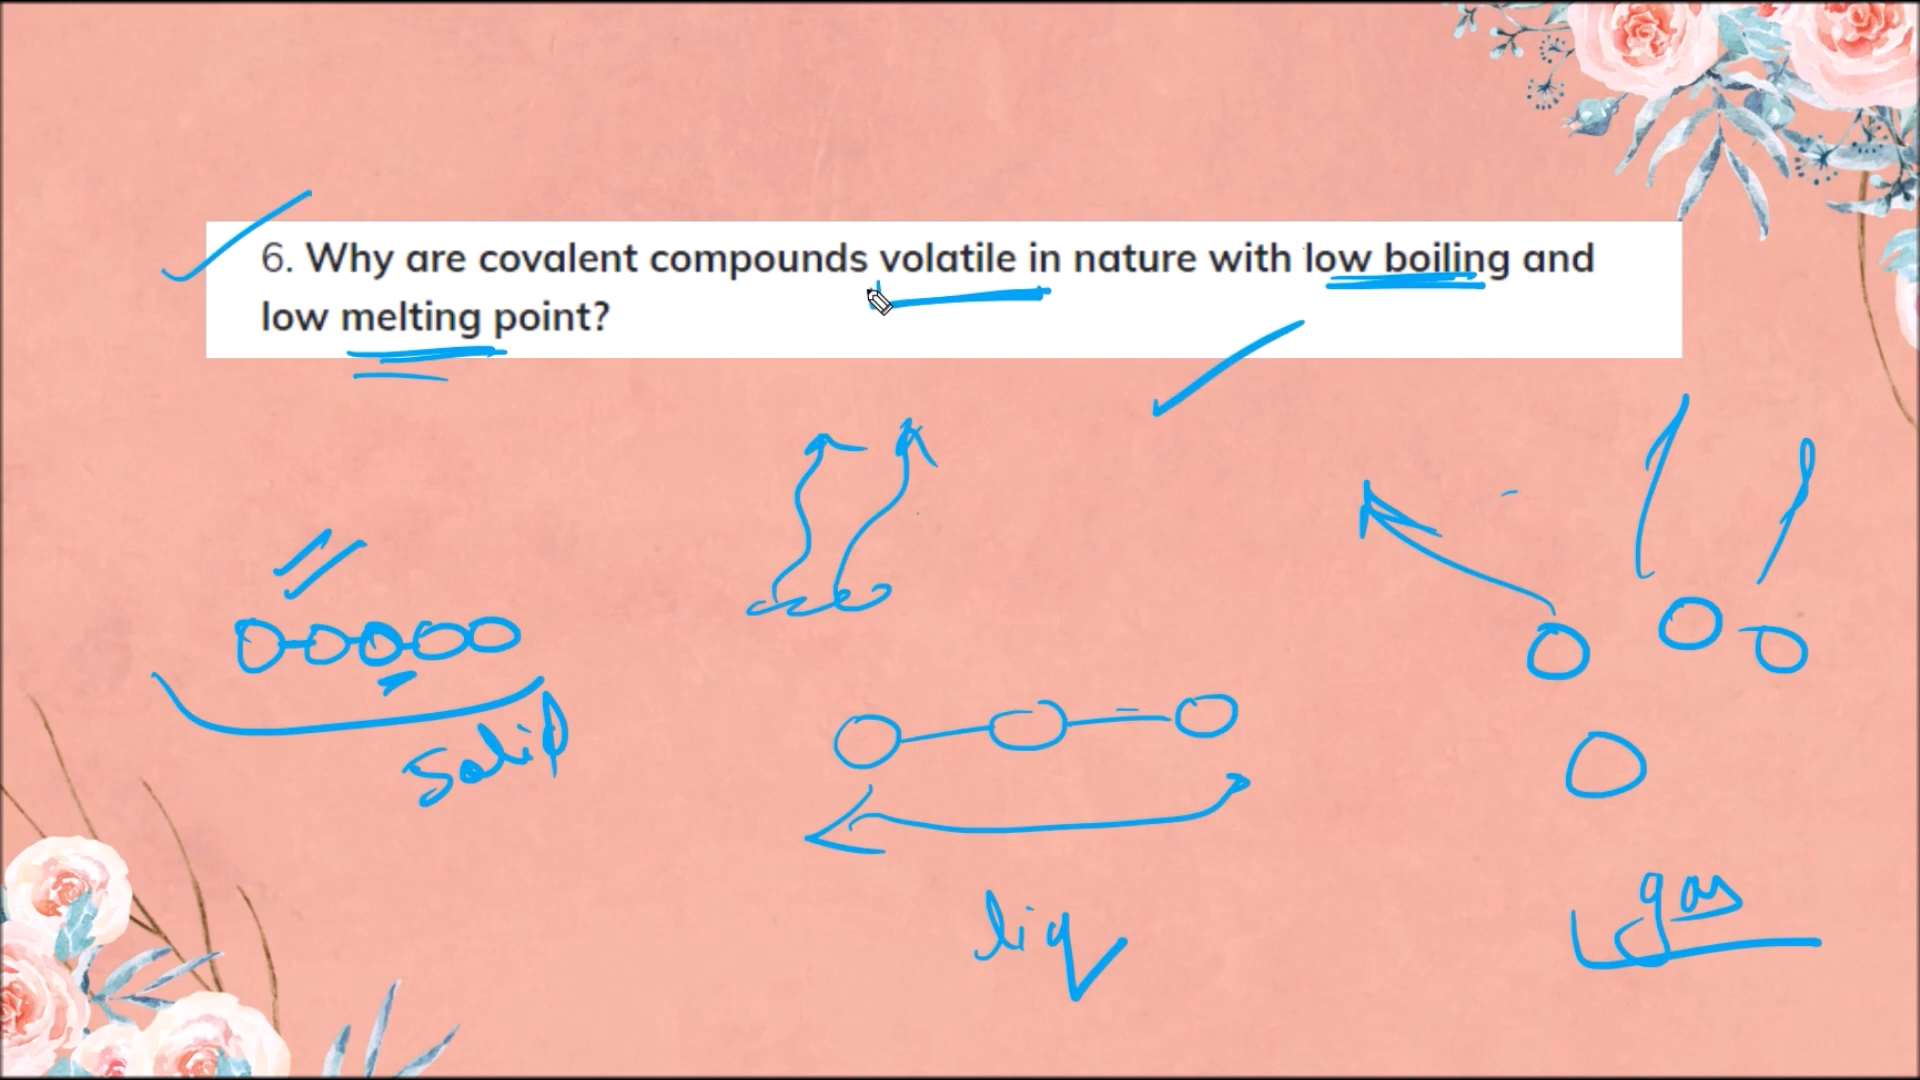 6. Why are covalent compounds volatile in nature with low boiling and
low melting point?
Solid
liq
gas